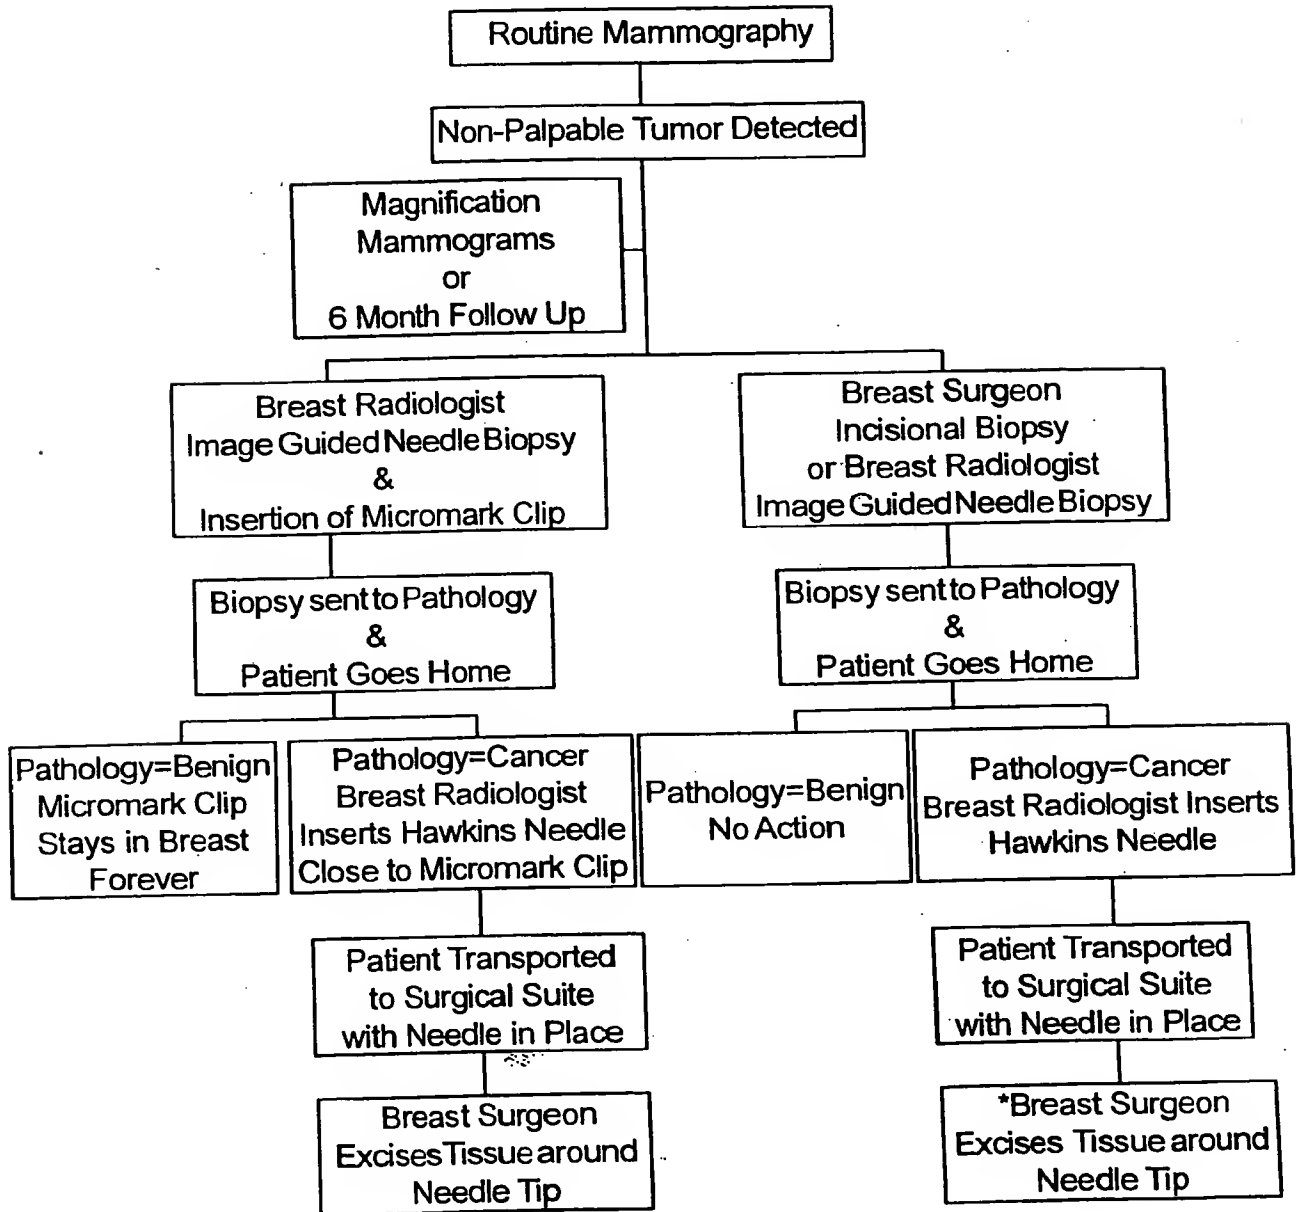 Routine Mammography
Non-Palpable Tumor Detected
Magnification
Mammograms
or
6 Month Follow Up
Breast Radiologist
Image Guided Needle Biopsy
&
Insertion of Micromark Clip
Breast Surgeon
Incisional Biopsy
or Breast Radiologist
Image Guided Needle Biopsy
Biopsy sent to Pathology
&
Patient Goes Home
Biopsy sent to Pathology
&
Patient Goes Home
Pathology=Benign
Micromark Clip
Stays in Breast
Forever
Pathology=Cancer
Breast Radiologist
Inserts Hawkins Needle
Close to Micromark Clip
Pathology=Benign
No Action
Pathology=Cancer
Breast Radiologist Inserts
Hawkins Needle
Patient Transported
to Surgical Suite
with Needle in Place
Patient Transported
to Surgical Suite
with Needle in Place
Breast Surgeon
Excises Tissue around
Needle Tip
*Breast Surgeon
Excises Tissue around
Needle Tip